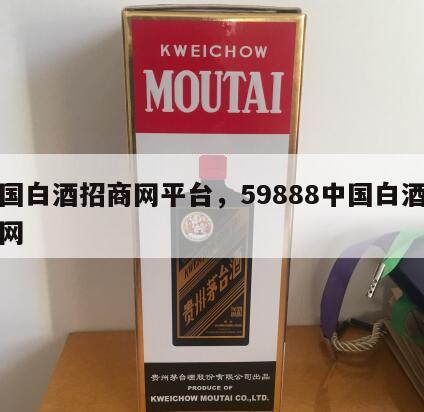 KWEICHOW
MOUTAI
国白酒招商网平台，59888中国白酒
网
贵州茅台酒
贵州茅台酒股份有限公司出品
PRODUCE OF
KWEICHOW MOUTAI CO.,LTD.